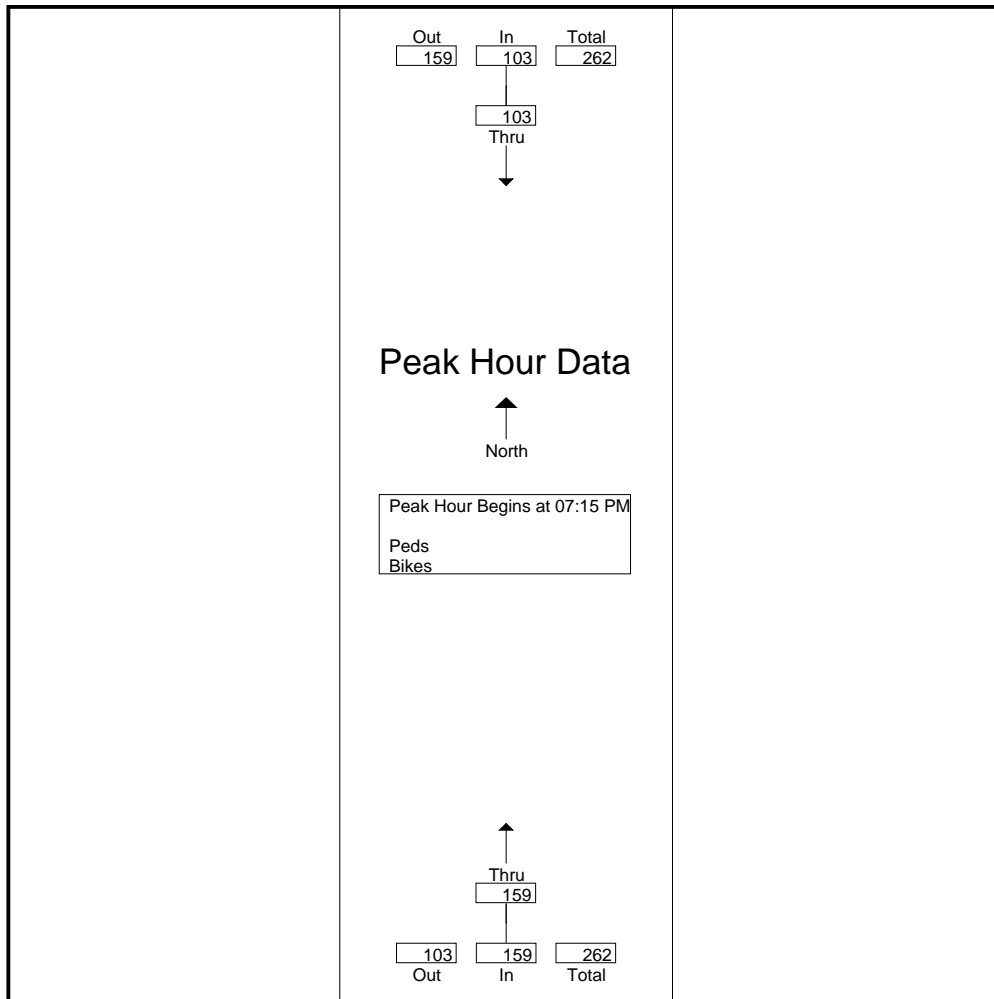 Out In Total
159 103 262
103
Thru
Peak Hour Data
North
Peak Hour Begins at 07:15 PM
Peds
Bikes
Thru
159
103 159 262
Out In Total